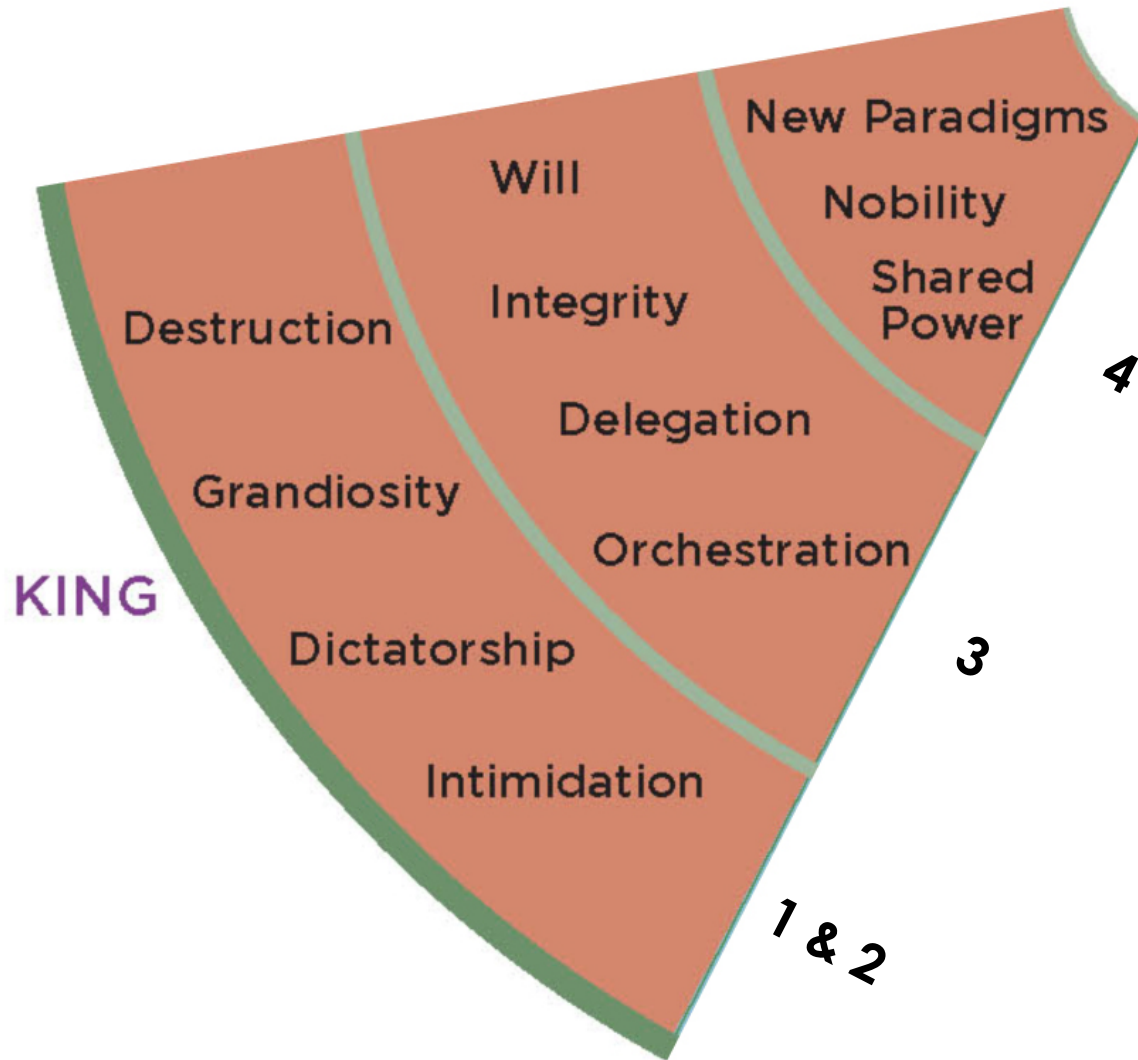 New Paradigms
Nobility
Shared
Power
4
Will
Integrity
Delegation
Orchestration
3
Destruction
Grandiosity
Dictatorship
Intimidation
1 & 2
KING